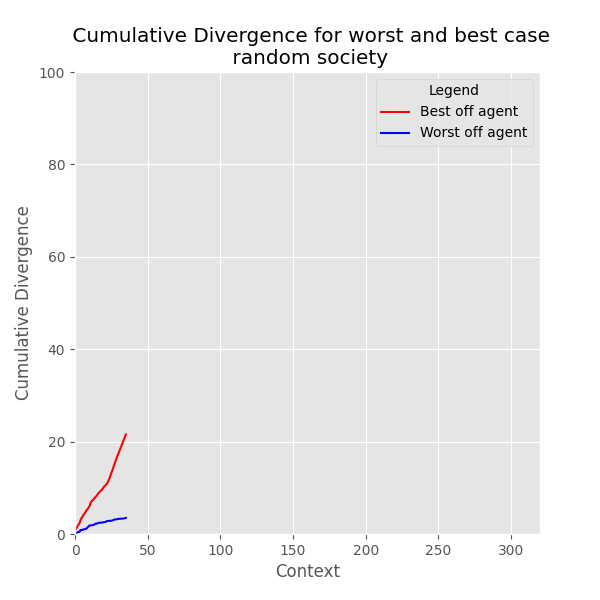 Cumulative Divergence for worst and best case
random society
Legend
Best off agent
Worst off agent
Cumulative Divergence
100
80
60
40
20
0
0 50 100 150 200 250 300
Context